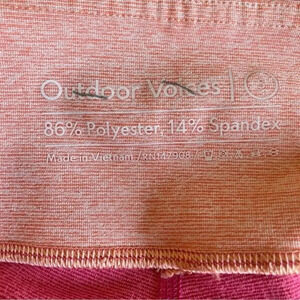 Outdoor Voices
86% Polyester, 14% Spandex
Made in Vietnam / RN147908 /